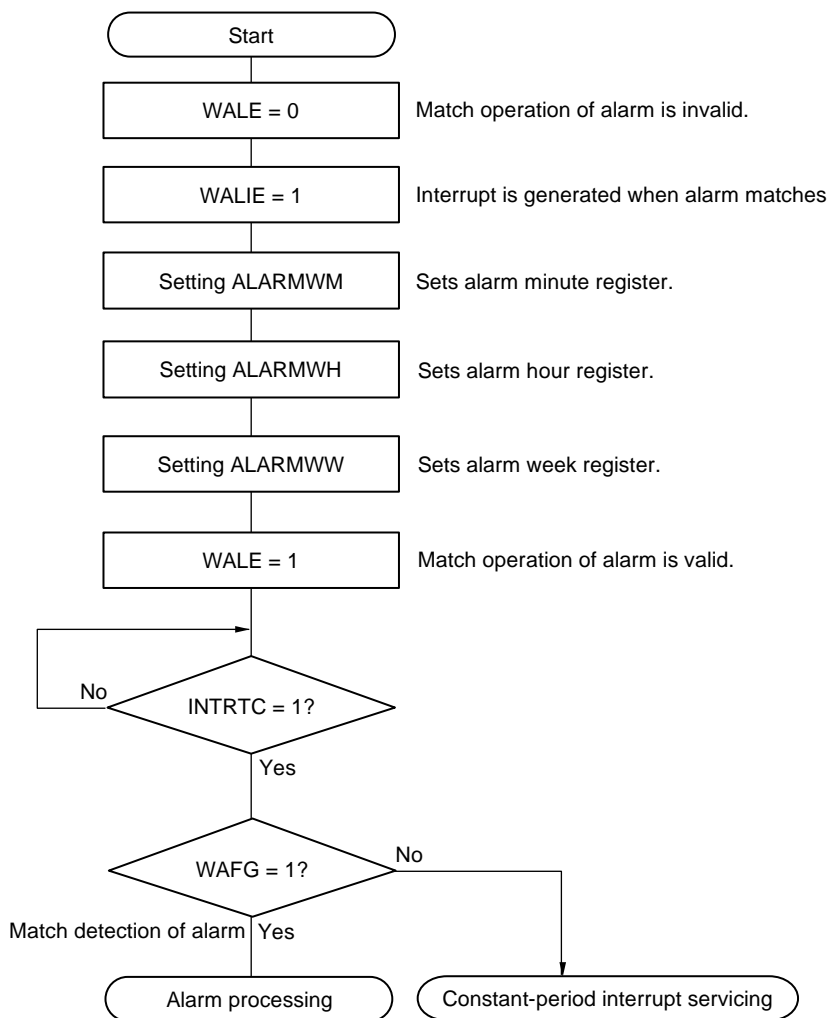 Start
WALE = 0
Match operation of alarm is invalid.
WALIE = 1
Interrupt is generated when alarm matches
Setting ALARMWM
Sets alarm minute register.
Setting ALARMWH
Sets alarm hour register.
Setting ALARMWW
Sets alarm week register.
WALE = 1
Match operation of alarm is valid.
No
INTRTC = 1?
Yes
WAFG = 1?
No
Match detection of alarm
Yes
Alarm processing
Constant-period interrupt servicing